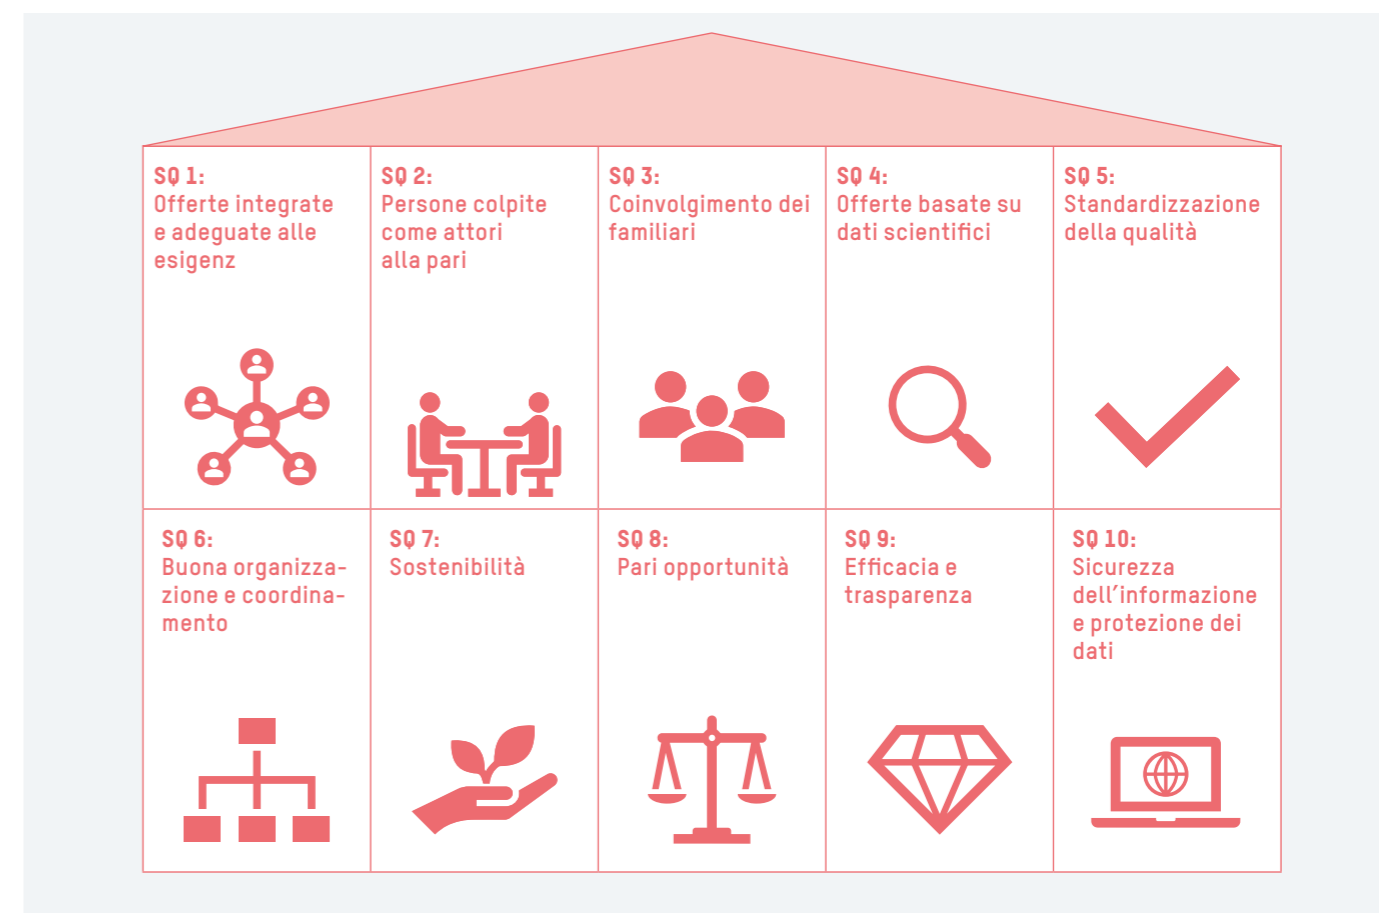 SQ 1:
Offerte integrate
e adeguate alle
esigenz
SQ 2:
Persone colpite
come attori
alla pari
SQ 3:
Coinvolgimento dei
familiari
SQ 4:
Offerte basate su
dati scientifici
SQ 5:
Standardizzazione
della qualità
SQ 6:
Buona organizza-
zione e coordina-
mento
SQ 7:
Sostenibilità
SQ 8:
Pari opportunità
SQ 9:
Efficacia e
trasparenza
SQ 10:
Sicurezza
dell’informazione
e protezione dei
dati